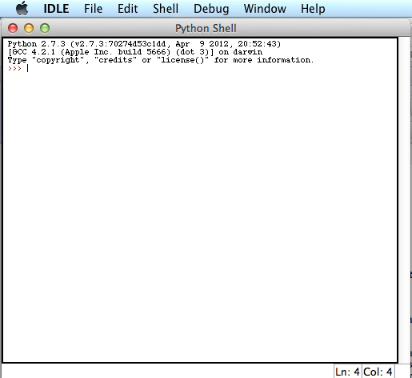 IDLE File Edit Shell Debug Window Help
Python Shell
Python 2.7.3 (v2.7.3:70274d53c1dd, Apr  9 2012, 20:52:43)
[GCC 4.2.1 (Apple Inc. build 5666) (dot 3)] on darwin
Type "copyright", "credits" or "license()" for more information.
>>>
Ln: 4 Col: 4